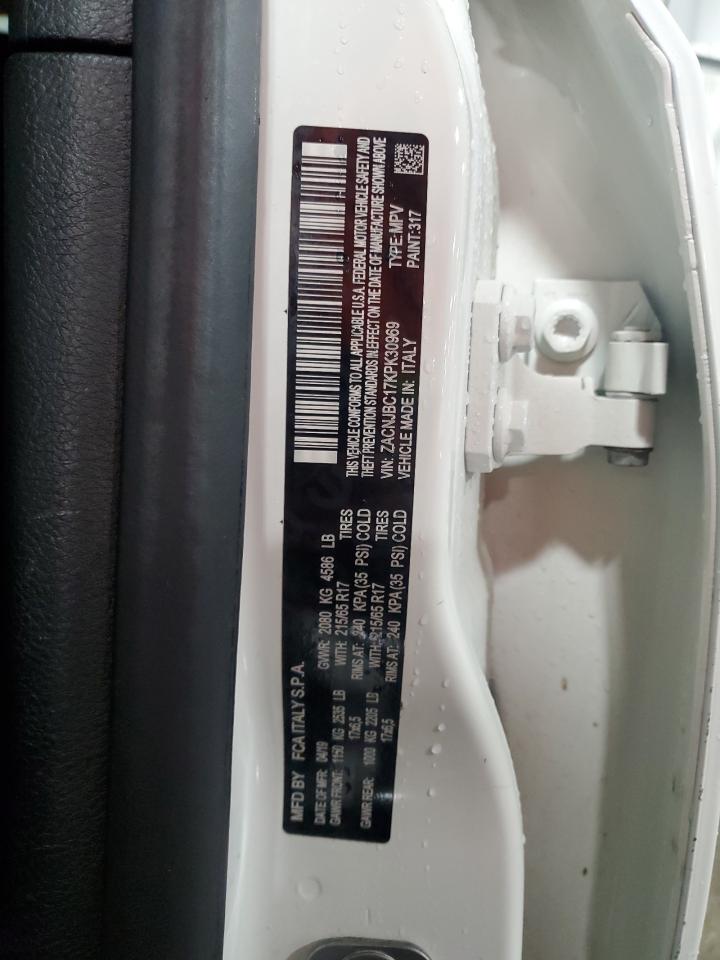 MFD BY FCA ITALY S.P.A.
DATE OF MFR: 04/19 GVWR: 2080 KG 4586 LB
GAWR FRONT: 1150 KG 2535 LB WITH: 215/65 R17 TIRES
17x6,5 RIMS AT: 240 KPA(35 PSI) COLD
GAWR REAR: 1000 KG 2205 LB WITH: 215/65 R17 TIRES
17x6,5 RIMS AT: 240 KPA(35 PSI) COLD
THIS VEHICLE CONFORMS TO ALL APPLICABLE U.S.A. FEDERAL MOTOR VEHICLE SAFETY AND
THEFT PREVENTION STANDARDS IN EFFECT ON THE DATE OF MANUFACTURE SHOWN ABOVE
VIN: ZACNJBC17KPK30969 TYPE: MPV
VEHICLE MADE IN: ITALY PAINT:317